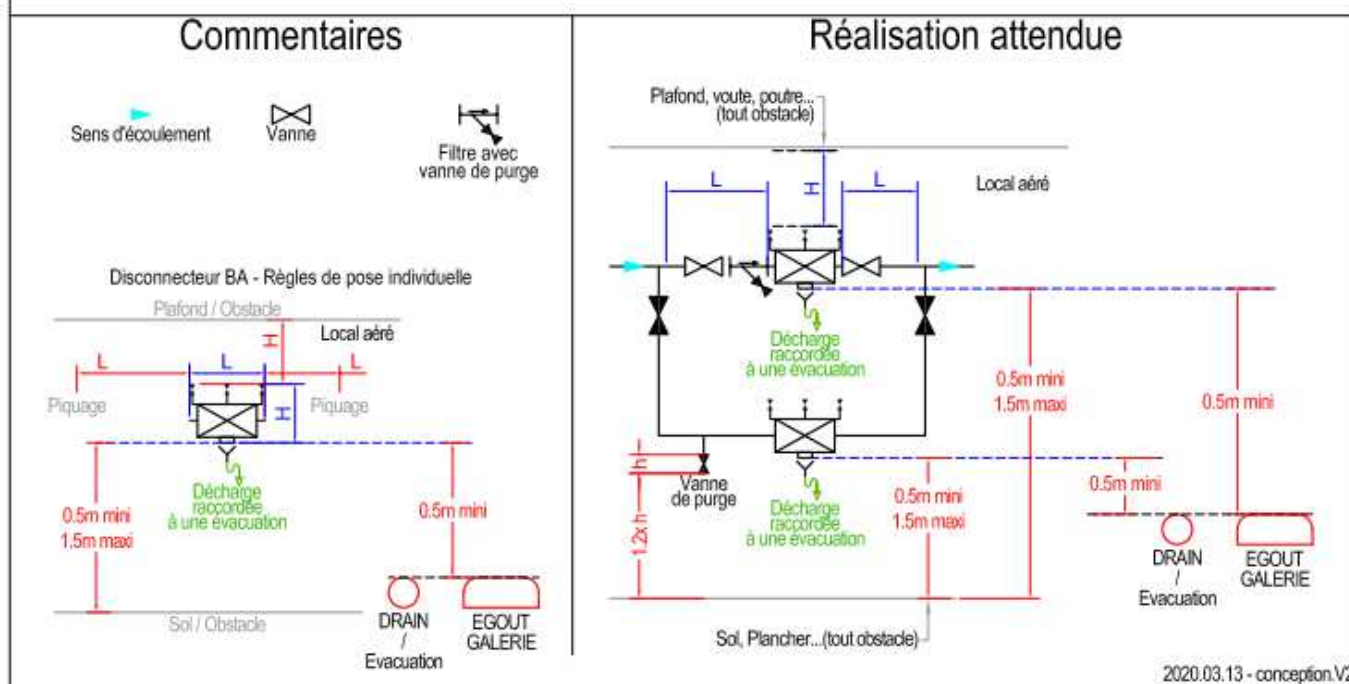 Commentaires
Sens d'écoulement
Vanne
Filtre avec
vanne de purge
Disconnecteur BA - Règles de pose individuelle
Plafond / Obstacle
Local aéré
H
L
L
L
Piquage
Piquage
H
Décharge
raccordée
à une évacuation
0.5m mini
1.5m maxi
0.5m mini
Sol / Obstacle
DRAIN
/
Evacuation
EGOUT
GALERIE
Réalisation attendue
Plafond, voute, poutre...
(tout obstacle)
L
H
L
Local aéré
Décharge
raccordée
à une évacuation
0.5m mini
1.5m maxi
0.5m mini
h
Vanne
de purge
1.2x h
Décharge
raccordée
à une évacuation
0.5m mini
1.5m maxi
0.5m mini
DRAIN
/
Evacuation
EGOUT
GALERIE
Sol, Plancher...(tout obstacle)
2020.03.13 - conception.V2